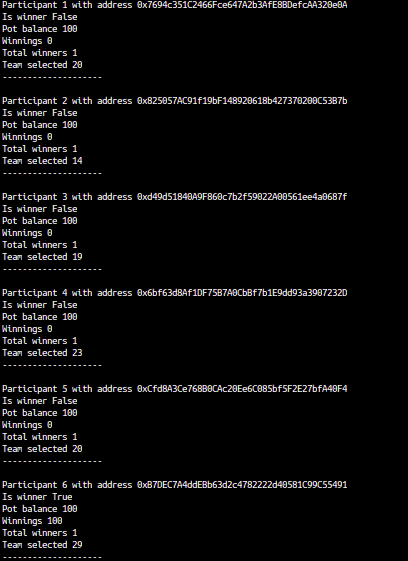 Participant 1 with address 0x7694c351C2466Fce647A2b3AfE8BDefcAA320e0A
Is winner False
Pot balance 100
Winnings 0
Total winners 1
Team selected 20
--------------------
Participant 2 with address 0x825057AC91f19bF148920618b427370200C53B7b
Is winner False
Pot balance 100
Winnings 0
Total winners 1
Team selected 14
--------------------
Participant 3 with address 0xd49d51840A9F860c7b2f59022A00561ee4a0687f
Is winner False
Pot balance 100
Winnings 0
Total winners 1
Team selected 19
--------------------
Participant 4 with address 0x6bf63d8Af1DF75B7A0CbBf7b1E9dd93a3907232D
Is winner False
Pot balance 100
Winnings 0
Total winners 1
Team selected 23
--------------------
Participant 5 with address 0xCfd8A3Ce768B0CAc20Ee6C085bf5F2E27bfA40F4
Is winner False
Pot balance 100
Winnings 0
Total winners 1
Team selected 20
--------------------
Participant 6 with address 0xB7DEC7A4ddEBb63d2c4782222d40581C99C55491
Is winner True
Pot balance 100
Winnings 100
Total winners 1
Team selected 29
--------------------